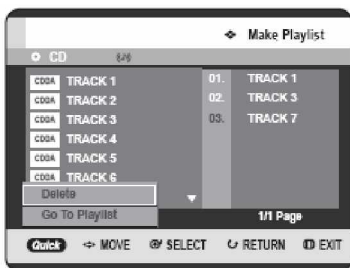 Make Playlist
CD
CDDA TRACK 1
CDDA TRACK 2
CDDA TRACK 3
CDDA TRACK 4
CDDA TRACK 5
CDDA TRACK 6
01. TRACK 1
02. TRACK 3
03. TRACK 7
Delete
Go To Playlist
1/1 Page
Quick MOVE SELECT RETURN EXIT